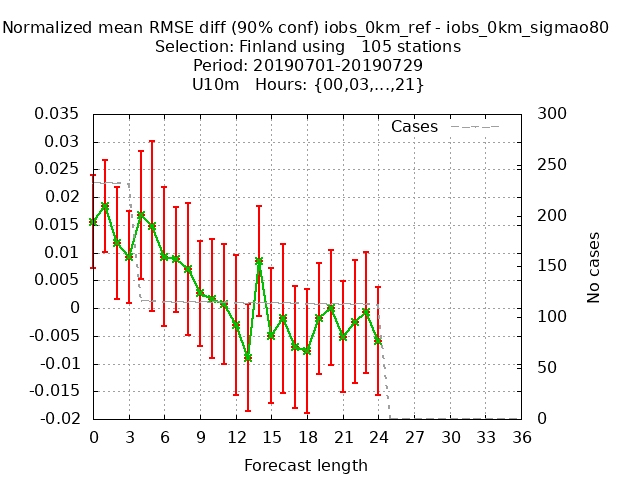 Normalized mean RMSE diff (90% conf) iobs_0km_ref - iobs_0km_sigmao80
Selection: Finland using   105 stations
Period: 20190701-20190729
U10m   Hours: {00,03,...,21}
Cases
0.035
0.03
0.025
0.02
0.015
0.01
0.005
0
-0.005
-0.01
-0.015
-0.02
300
250
200
150
100
50
0
No cases
0 3 6 9 12 15 18 21 24 27 30 33 36
Forecast length